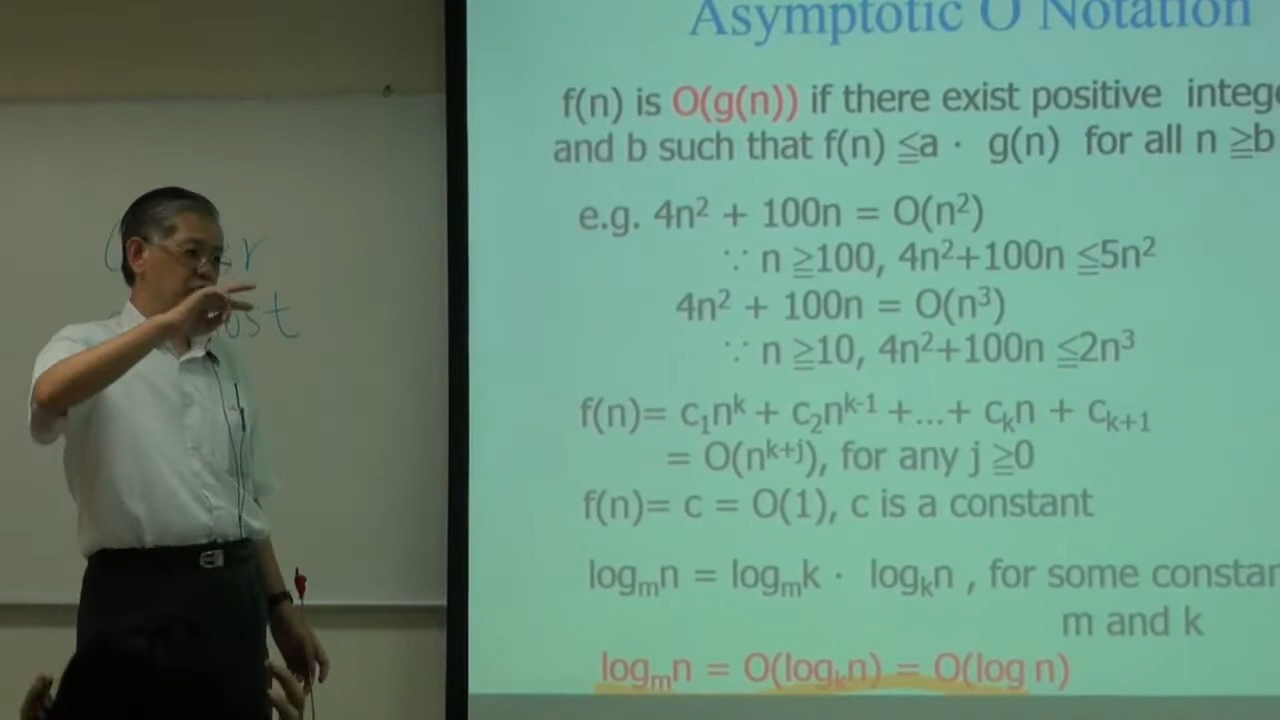 Asymptotic O Notation
f(n) is O(g(n)) if there exist positive
and b such that f(n) ≦a · g(n) for all n ≧b
e.g. 4n² + 100n = O(n²)
∵ n ≧100, 4n²+100n ≦5n²
4n² + 100n = O(n³)
∵ n ≧10, 4n²+100n ≦2n³
f(n)= c₁nᵏ + c₂nᵏ⁻¹ +...+ cₖn + cₖ₊₁
= O(nᵏ⁺ʲ), for any j ≧0
f(n)= c = O(1), c is a constant
logₘn = logₘk · logₖn , for some
m and k
logₘn = O(logₖn) = O(log n)